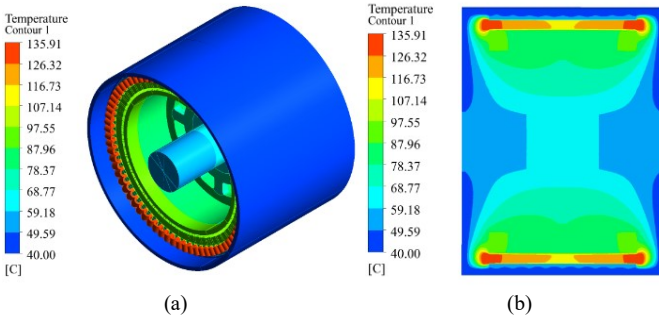 Temperature
Contour 1
135.91
126.32
116.73
107.14
97.55
87.96
78.37
68.77
59.18
49.59
40.00
[C]
(a)
Temperature
Contour 1
135.91
126.32
116.73
107.14
97.55
87.96
78.37
68.77
59.18
49.59
40.00
[C]
(b)